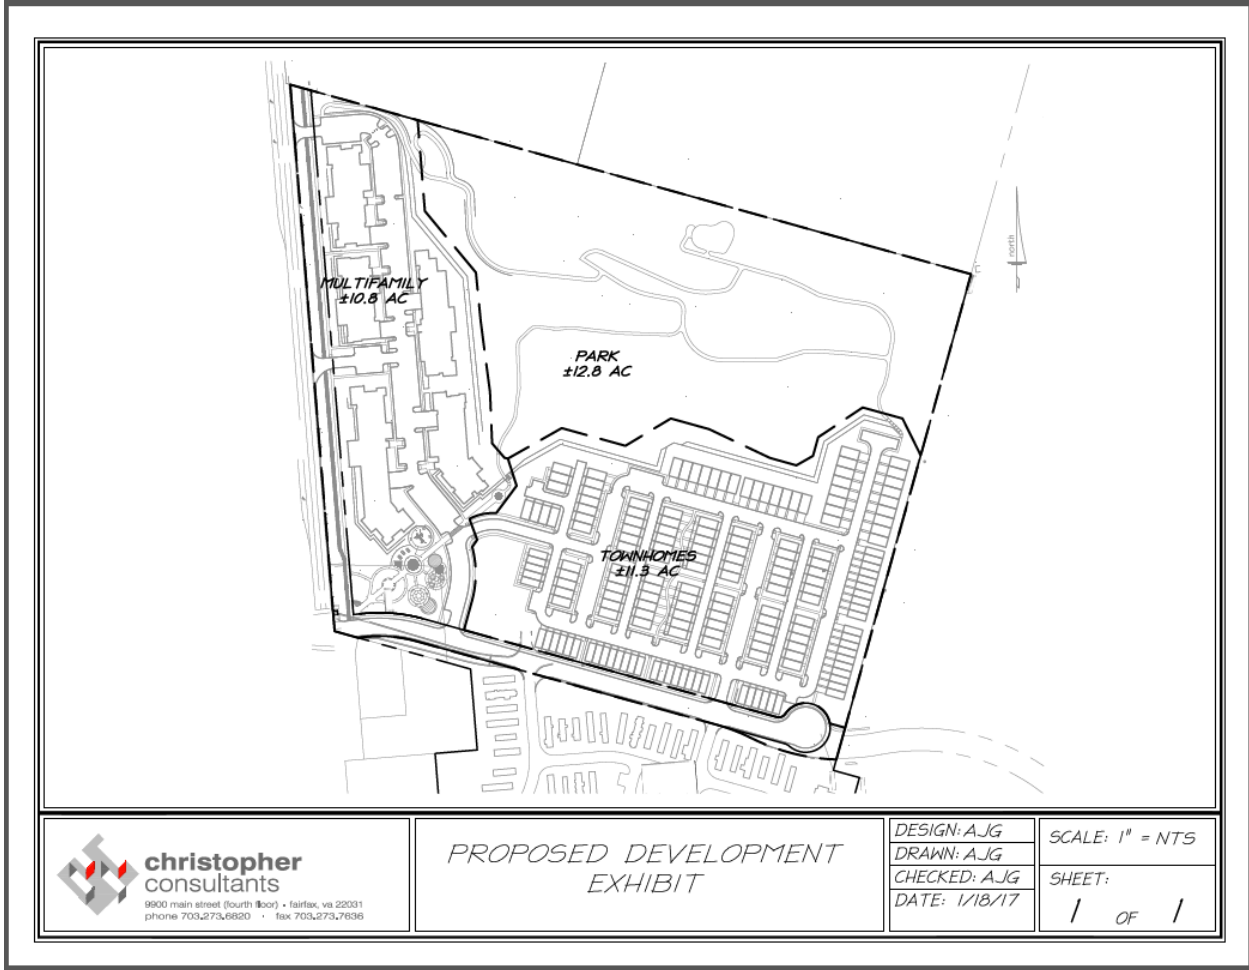 north
MULTIFAMILY
±10.8 AC
PARK
±12.8 AC
TOWNHOMES
±11.3 AC
christopher
consultants
9900 main street (fourth floor) • fairfax, va 22031
phone 703.273.6820 · fax 703.273.7636
PROPOSED DEVELOPMENT
EXHIBIT
DESIGN: AJG
DRAWN: AJG
CHECKED: AJG
DATE: 1/18/17
SCALE: 1" = NTS
SHEET:
1 OF 1